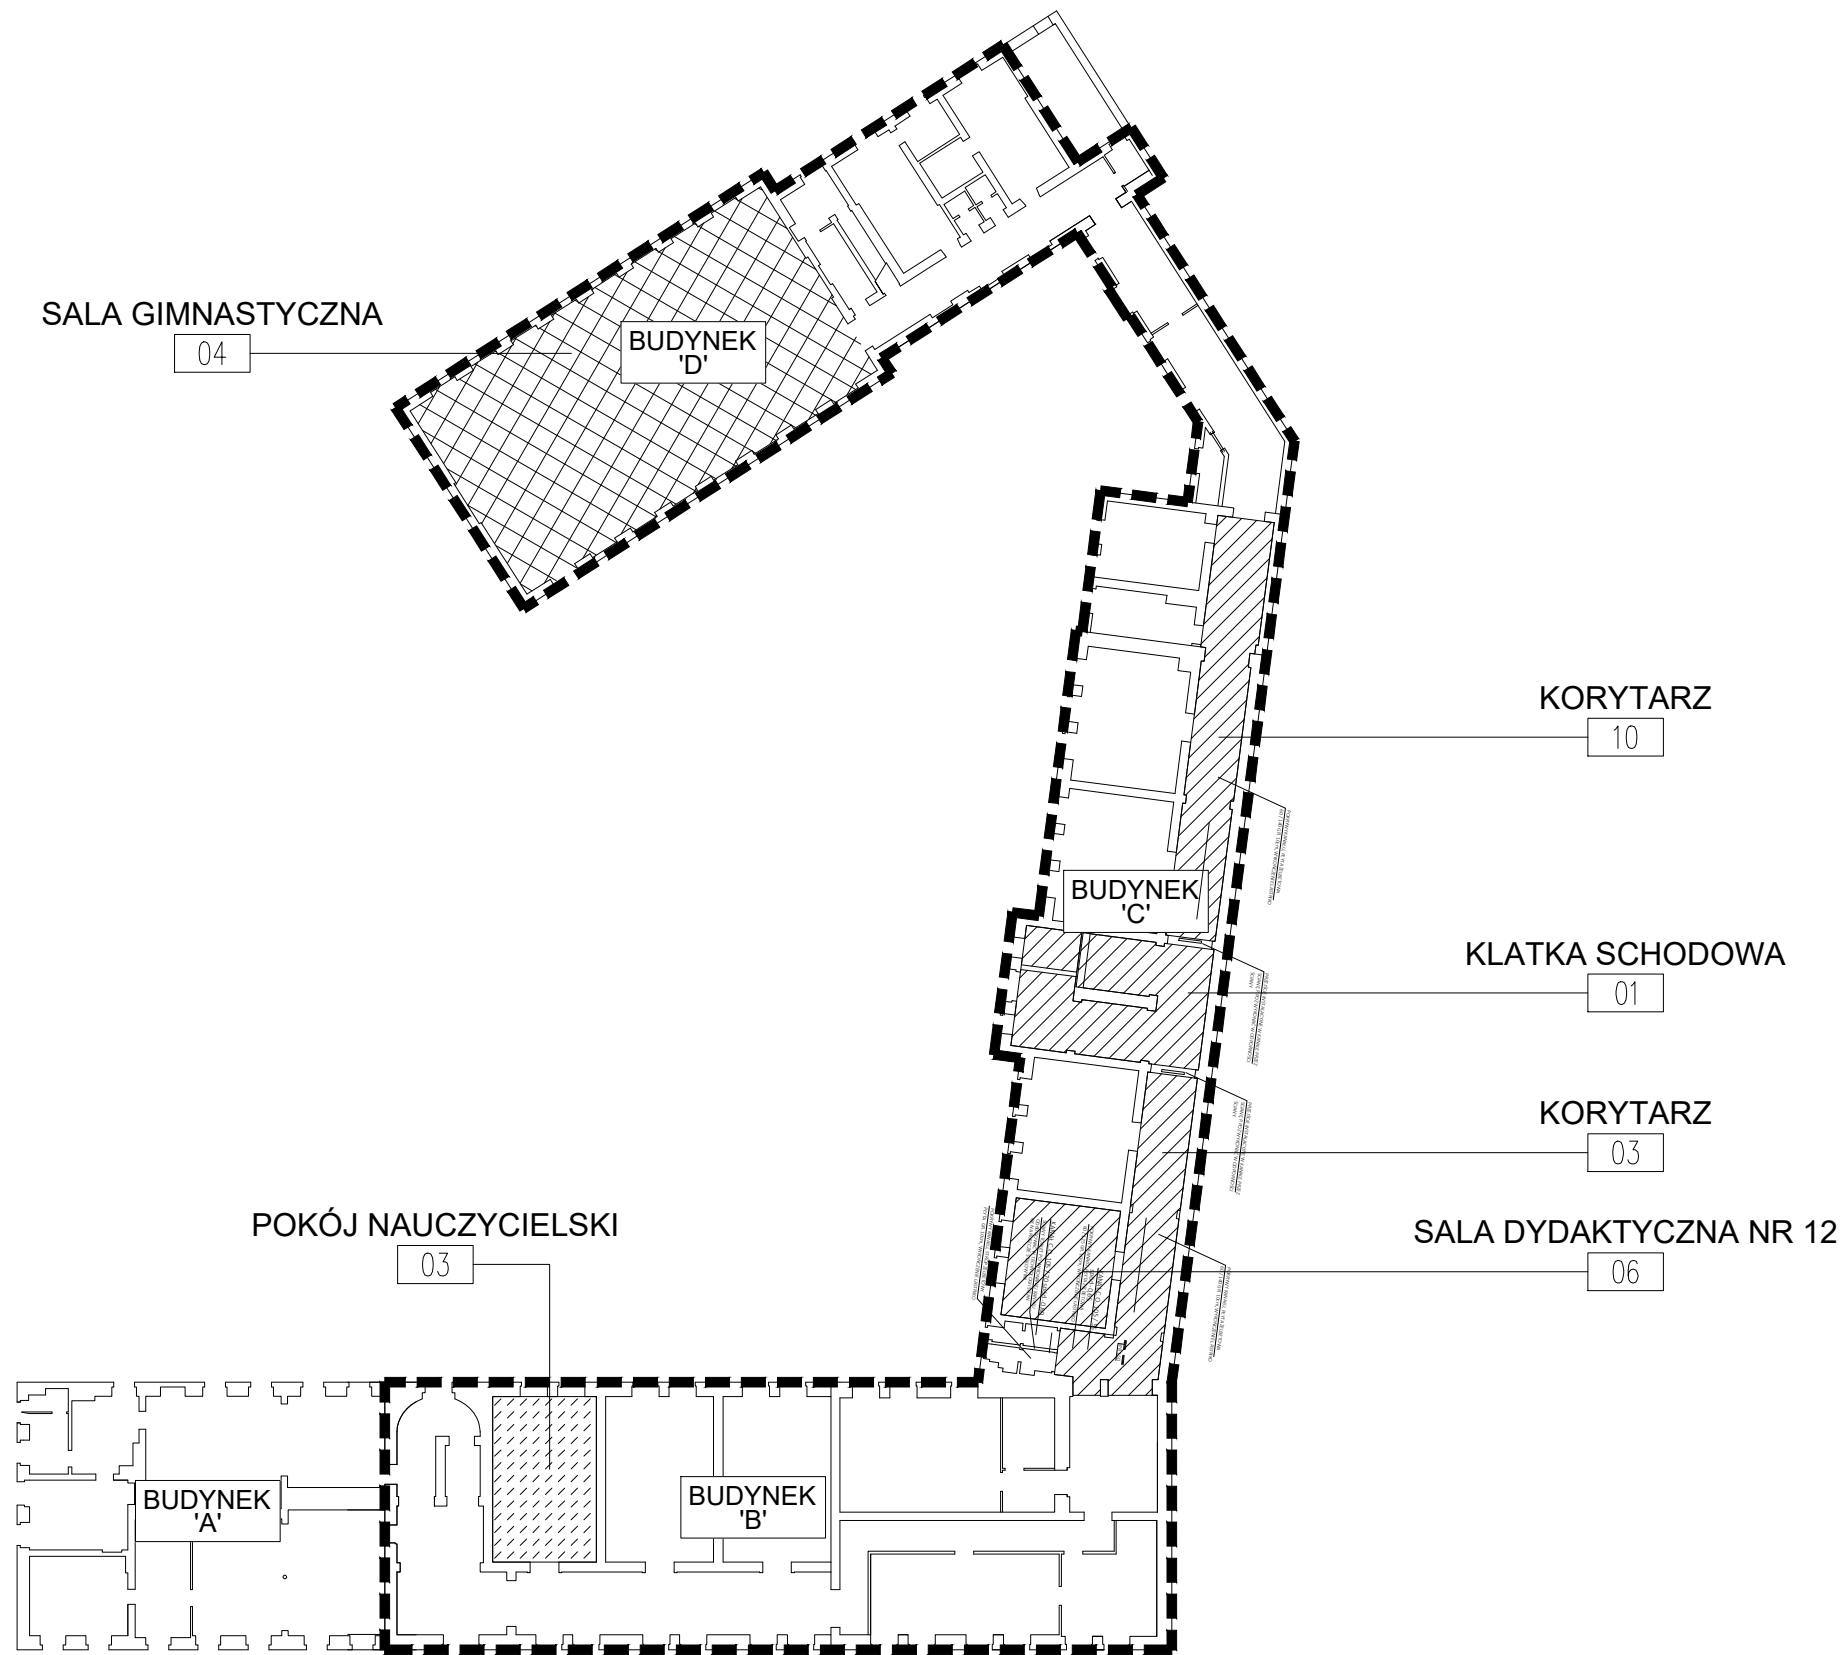 SALA GIMNASTYCZNA
04
BUDYNEK
'D'
KORYTARZ
10
BUDYNEK
'C'
KLATKA SCHODOWA
01
KORYTARZ
03
POKÓJ NAUCZYCIELSKI
03
SALA DYDAKTYCZNA NR 12
06
BUDYNEK
'A'
BUDYNEK
'B'